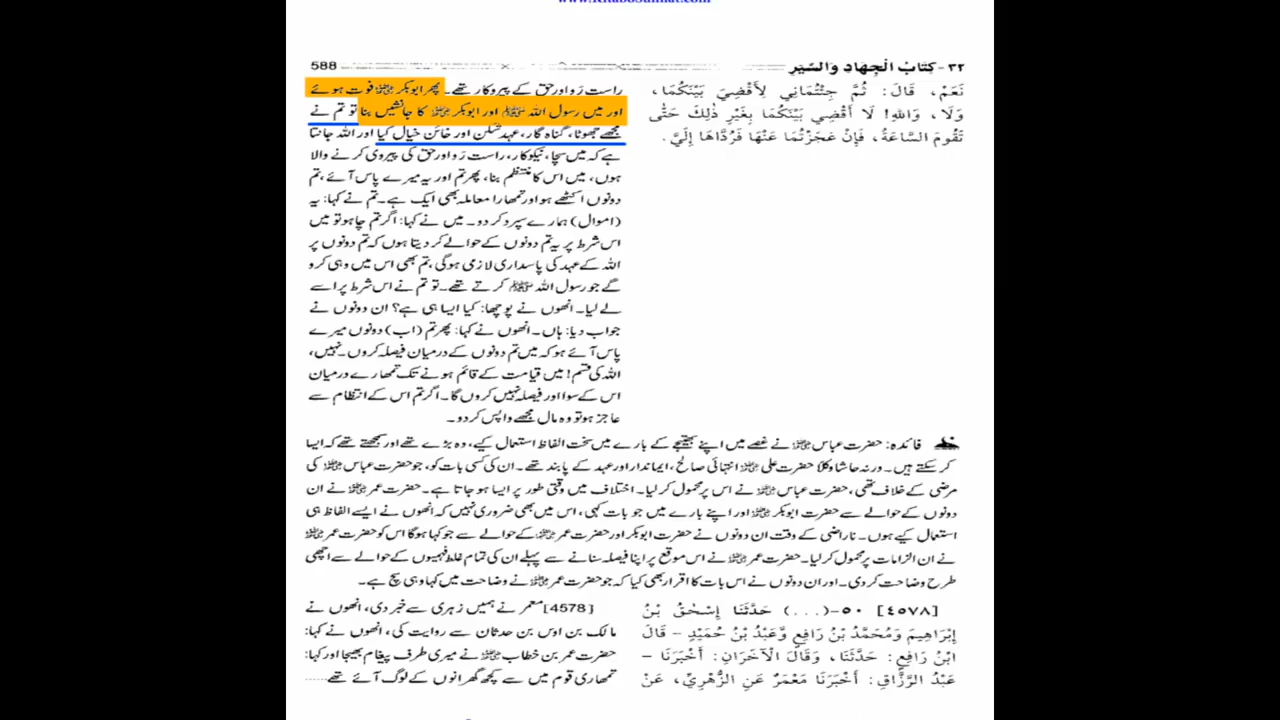 www.KitaboSunnat.com
٣٢-كِتَابُ الْجِهَادِ وَالسِّيَرِ
588
نَعَمْ، قَالَ: ثُمَّ جِئْتُمَانِي لِأَقْضِيَ بَيْنَكُمَا،
وَلَا، وَاللهِ! لَا أَقْضِي بَيْنَكُمَا بِغَيْرِ ذٰلِكَ حَتّٰى
تَقُومَ السَّاعَةُ، فَإِنْ عَجَزْتُمَا عَنْهَا فَرُدَّاهَا إِلَيَّ.
راست رَو اور حق کے پیروکار تھے۔ پھر ابوبکر رضی اللہ عنہ فوت ہوئے
اور میں رسول اللہ ﷺ اور ابوبکر رضی اللہ عنہ کا جانشیں بنا تو تم نے
مجھے جھوٹا، گناہ گار، عہد شکن اور خائن خیال کیا اور اللہ جانتا
ہے کہ میں سچا، نیکوکار، راست رَو اور حق کی پیروی کرنے والا
ہوں، میں اس کا منتظم بنا، پھر تم اور یہ میرے پاس آئے، تم
دونوں اکٹھے ہو اور تمھارا معاملہ بھی ایک ہے۔ تم نے کہا: یہ
(اموال) ہمارے سپرد کر دو۔ میں نے کہا: اگر تم چاہو تو میں
اس شرط پر یہ تم دونوں کے حوالے کر دیتا ہوں کہ تم دونوں پر
اللہ کے عہد کی پاسداری لازمی ہوگی، تم بھی اس میں وہی کرو
گے جو رسول اللہ ﷺ کرتے تھے۔ تو تم نے اس شرط پر اسے
لے لیا۔ انھوں نے پوچھا: کیا ایسا ہی ہے؟ ان دونوں نے
جواب دیا: ہاں۔ انھوں نے کہا: پھر تم (اب) دونوں میرے
پاس آئے ہو کہ میں تم دونوں کے درمیان فیصلہ کروں۔ نہیں،
اللہ کی قسم! میں قیامت کے قائم ہونے تک تمھارے درمیان
اس کے سوا اور فیصلہ نہیں کروں گا۔ اگر تم اس کے انتظام سے
عاجز ہو تو وہ مال مجھے واپس کر دو۔
فائدہ: حضرت عباس رضی اللہ عنہ نے غصے میں اپنے بھتیجے کے بارے میں سخت الفاظ استعمال کیے، وہ بڑے تھے اور سمجھتے تھے کہ ایسا
کر سکتے ہیں۔ ورنہ حاشا وکلا حضرت علی رضی اللہ عنہ انتہائی صالح، ایماندار اور عہد کے پابند تھے۔ ان کی کسی بات کو، جو حضرت عباس رضی اللہ عنہ کی
مرضی کے خلاف تھی، حضرت عباس رضی اللہ عنہ نے اس پر محمول کر لیا۔ اختلاف میں وقتی طور پر ایسا ہو جاتا ہے۔ حضرت عمر رضی اللہ عنہ نے ان
دونوں کے حوالے سے حضرت ابوبکر رضی اللہ عنہ اور اپنے بارے میں جو بات کہی، اس میں بھی ضروری نہیں کہ انھوں نے ایسے الفاظ ہی
استعمال کیے ہوں۔ ناراضی کے وقت ان دونوں نے حضرت ابوبکر اور حضرت عمر رضی اللہ عنہما کے حوالے سے جو کہا ہوگا اس کو حضرت عمر رضی اللہ عنہ
نے ان الزامات پر محمول کر لیا۔ حضرت عمر رضی اللہ عنہ نے اس موقع پر اپنا فیصلہ سنانے سے پہلے ان کی تمام غلط فہمیوں کے حوالے سے اچھی
طرح وضاحت کر دی۔ اور ان دونوں نے اس بات کا اقرار بھی کیا کہ جو حضرت عمر رضی اللہ عنہ نے وضاحت میں کہا وہی سچ ہے۔
[٤٥٧٨] ٥٠-(...) حَدَّثَنَا إِسْحٰقُ بْنُ
إِبْرَاهِيمَ وَمُحَمَّدُ بْنُ رَافِعٍ وَّعَبْدُ بْنُ حُمَيْدٍ - قَالَ
ابْنُ رَافِعٍ: حَدَّثَنَا، وَقَالَ الْآخَرَانِ: أَخْبَرَنَا -
عَبْدُ الرَّزَّاقِ: أَخْبَرَنَا مَعْمَرٌ عَنِ الزُّهْرِيِّ، عَنْ
[4578] معمر نے ہمیں زہری سے خبر دی، انھوں نے
مالک بن اوس بن حدثان سے روایت کی، انھوں نے کہا:
حضرت عمر بن خطاب رضی اللہ عنہ نے میری طرف پیغام بھیجا اور کہا:
تمھاری قوم میں سے کچھ گھرانوں کے لوگ آئے تھے......